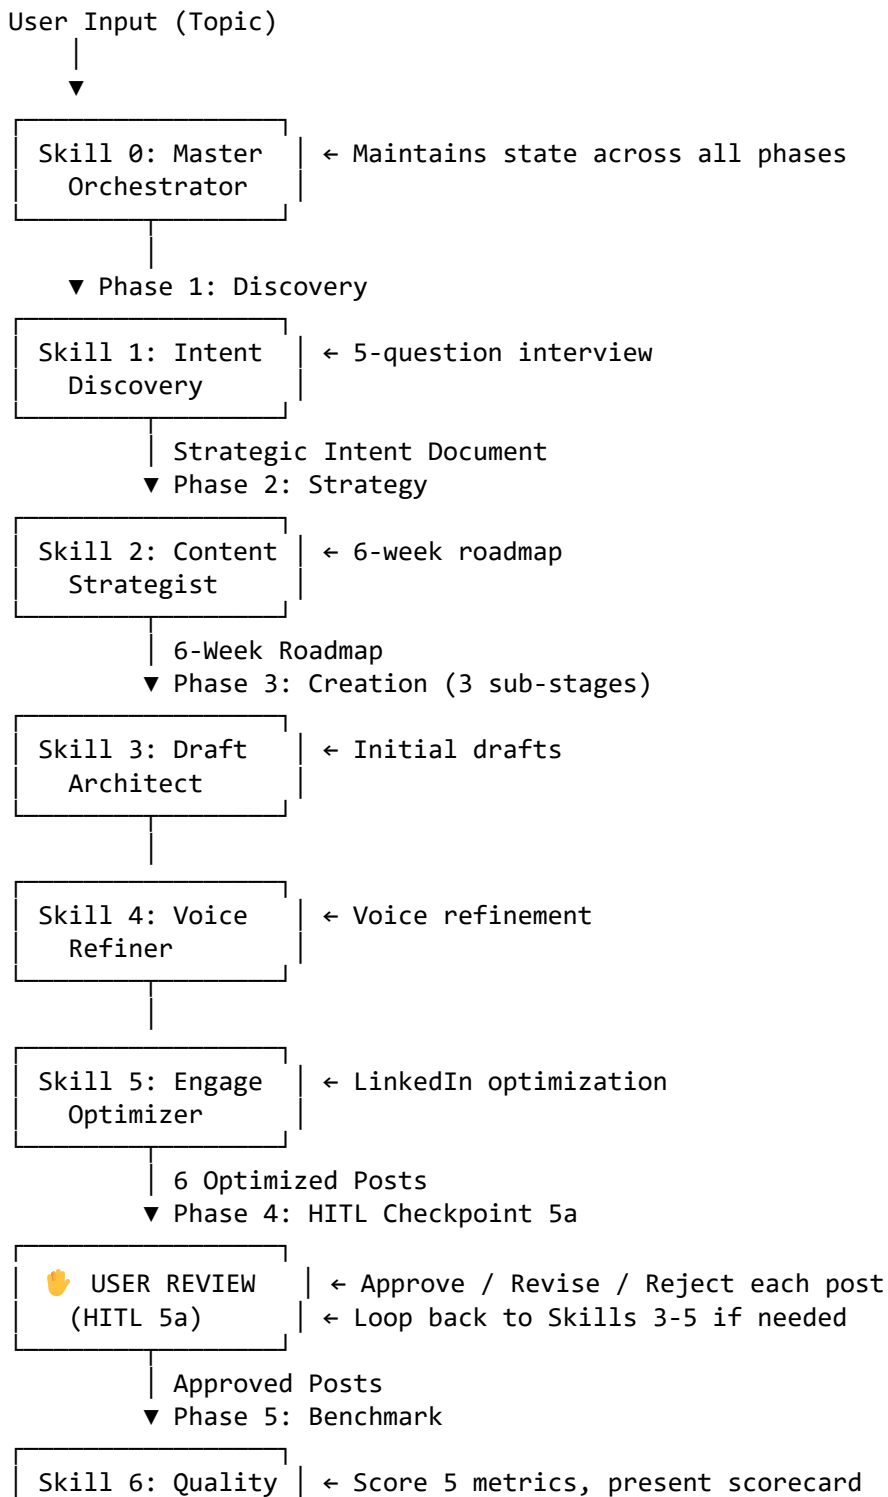 User Input (Topic)
Skill 0: Master ← Maintains state across all phases
Orchestrator
▼ Phase 1: Discovery
Skill 1: Intent ← 5-question interview
Discovery
Strategic Intent Document
▼ Phase 2: Strategy
Skill 2: Content ← 6-week roadmap
Strategist
6-Week Roadmap
▼ Phase 3: Creation (3 sub-stages)
Skill 3: Draft ← Initial drafts
Architect
Skill 4: Voice ← Voice refinement
Refiner
Skill 5: Engage ← LinkedIn optimization
Optimizer
6 Optimized Posts
▼ Phase 4: HITL Checkpoint 5a
✋ USER REVIEW ← Approve / Revise / Reject each post
(HITL 5a) ← Loop back to Skills 3-5 if needed
Approved Posts
▼ Phase 5: Benchmark
Skill 6: Quality ← Score 5 metrics, present scorecard